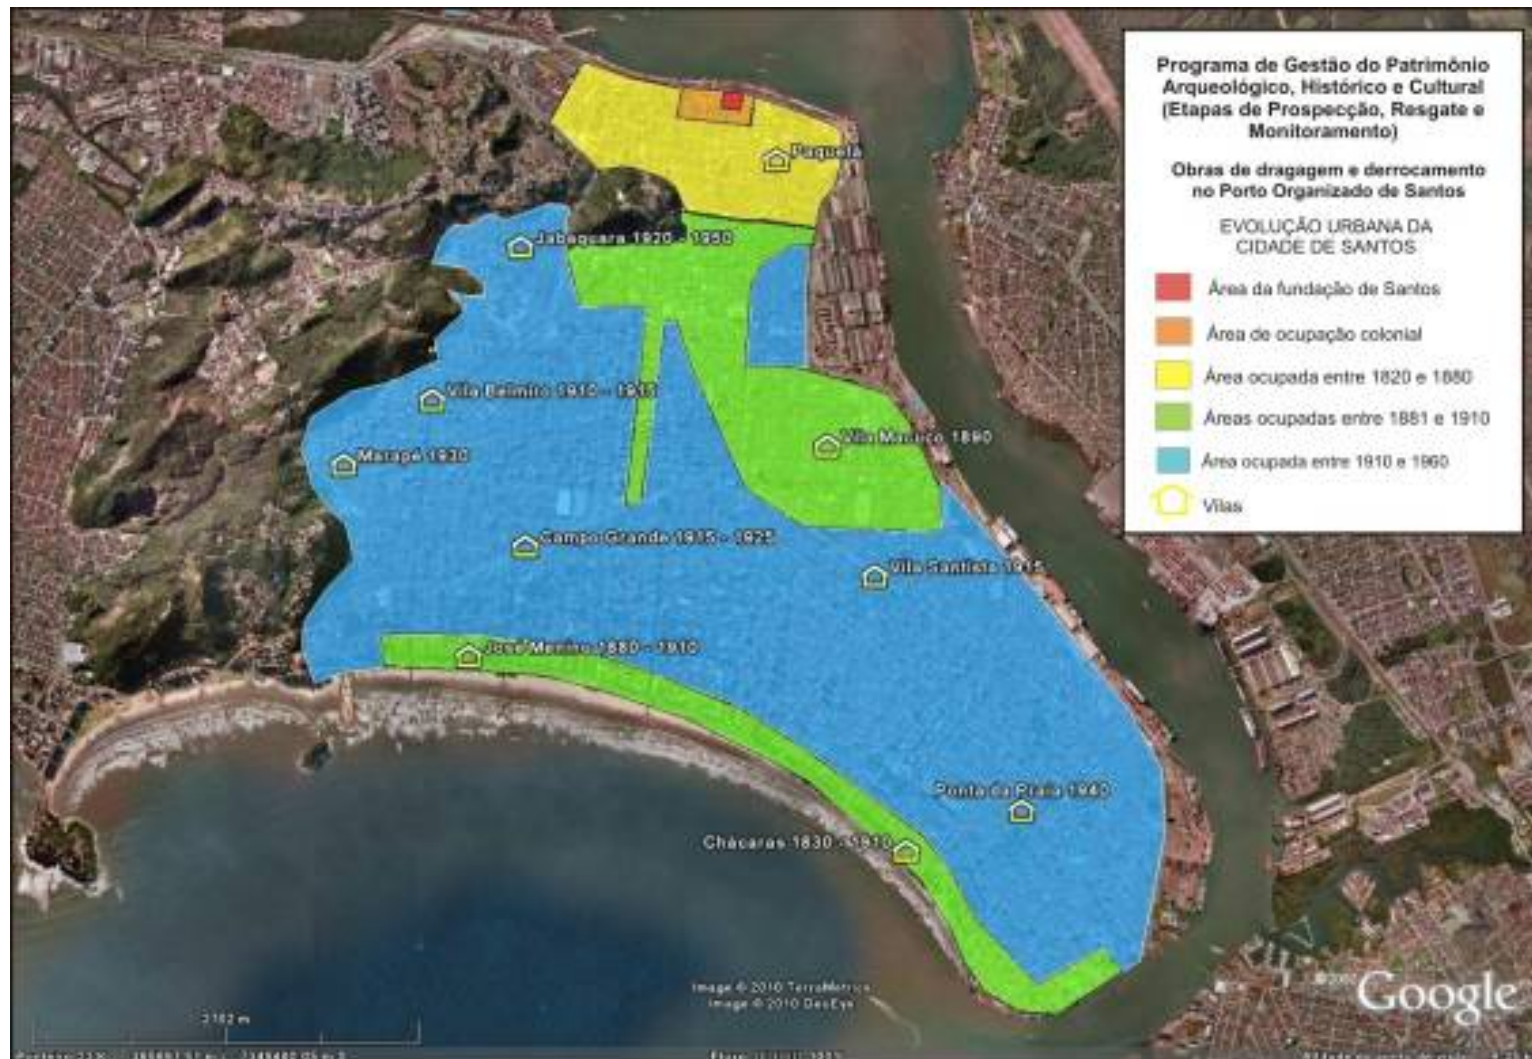 Programa de Gestão do Patrimônio
Arqueológico, Histórico e Cultural
(Etapas de Prospecção, Resgate e
Monitoramento)
Obras de dragagem e derrocamento
no Porto Organizado de Santos
EVOLUÇÃO URBANA DA
CIDADE DE SANTOS
Área da fundação de Santos
Área de ocupação colonial
Área ocupada entre 1820 e 1880
Áreas ocupadas entre 1881 e 1910
Área ocupada entre 1910 e 1960
Vilas
Paquetá
Jabaquara 1920 - 1950
Vila Belmiro 1910 - 1915
Vila Macuco 1890
Marapé 1930
Campo Grande 1915 - 1925
Vila Santista 1915
José Menino 1880 - 1910
Ponta da Praia 1940
Chácaras 1830 - 1910
Image © 2010 TerraMetrics
Image © 2010 GeoEye
Google